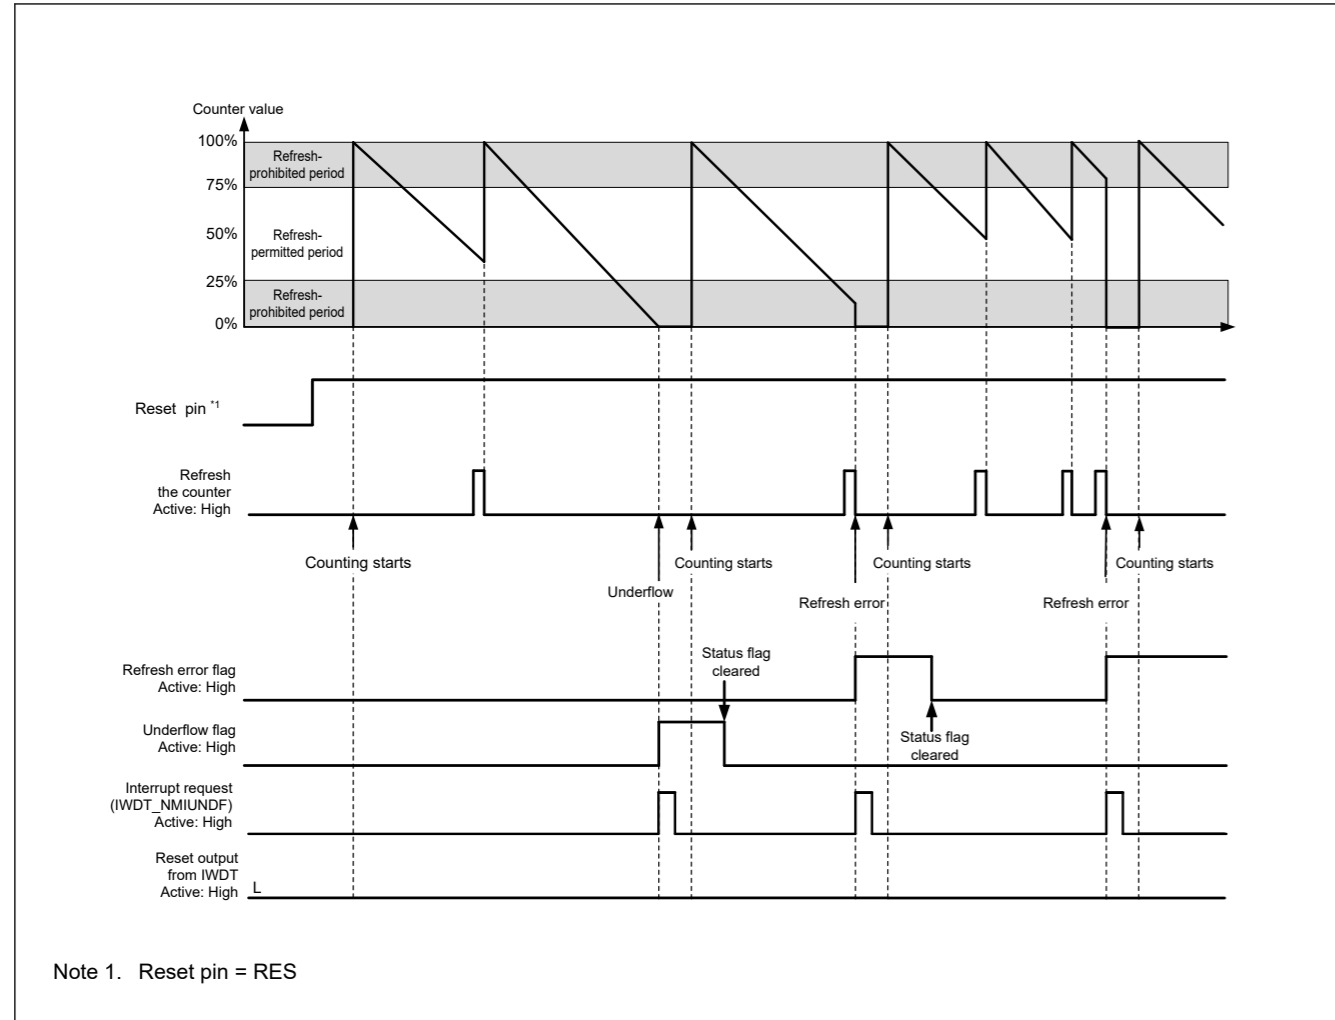 Counter value
100%
Refresh-
prohibited period
75%
50%
Refresh-
permitted period
25%
Refresh-
prohibited period
0%
Reset pin *1
Refresh
the counter
Active: High
Counting starts
Counting starts
Counting starts
Counting starts
Underflow
Refresh error
Refresh error
Status flag
cleared
Refresh error flag
Active: High
Underflow flag
Active: High
Status flag
cleared
Interrupt request
(IWDT_NMIUNDF)
Active: High
Reset output
from IWDT
Active: High
L
Note 1. Reset pin = RES